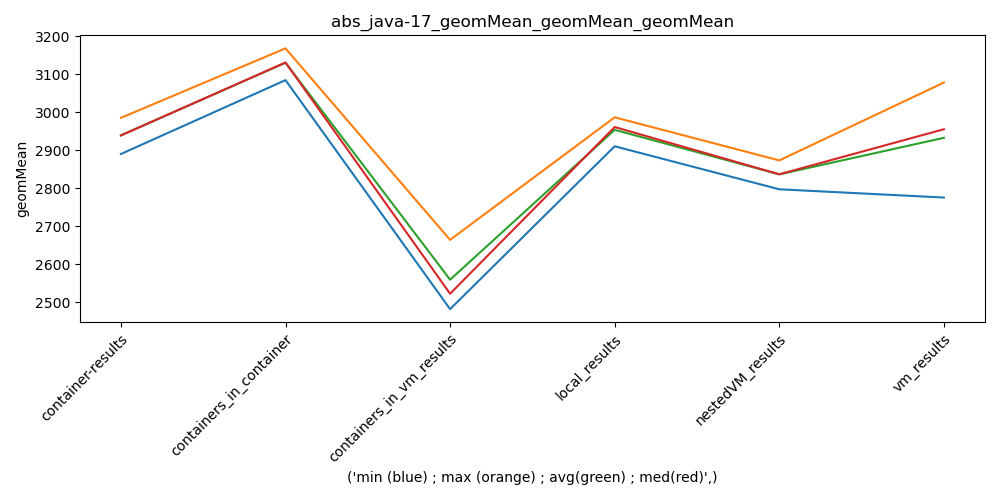 abs_java-17_geomMean_geomMean_geomMean
geomMean
3200
3100
3000
2900
2800
2700
2600
2500
container-results
containers_in_container
containers_in_vm_results
local_results
nestedVM_results
vm_results
('min (blue) ; max (orange) ; avg(green) ; med(red)',)